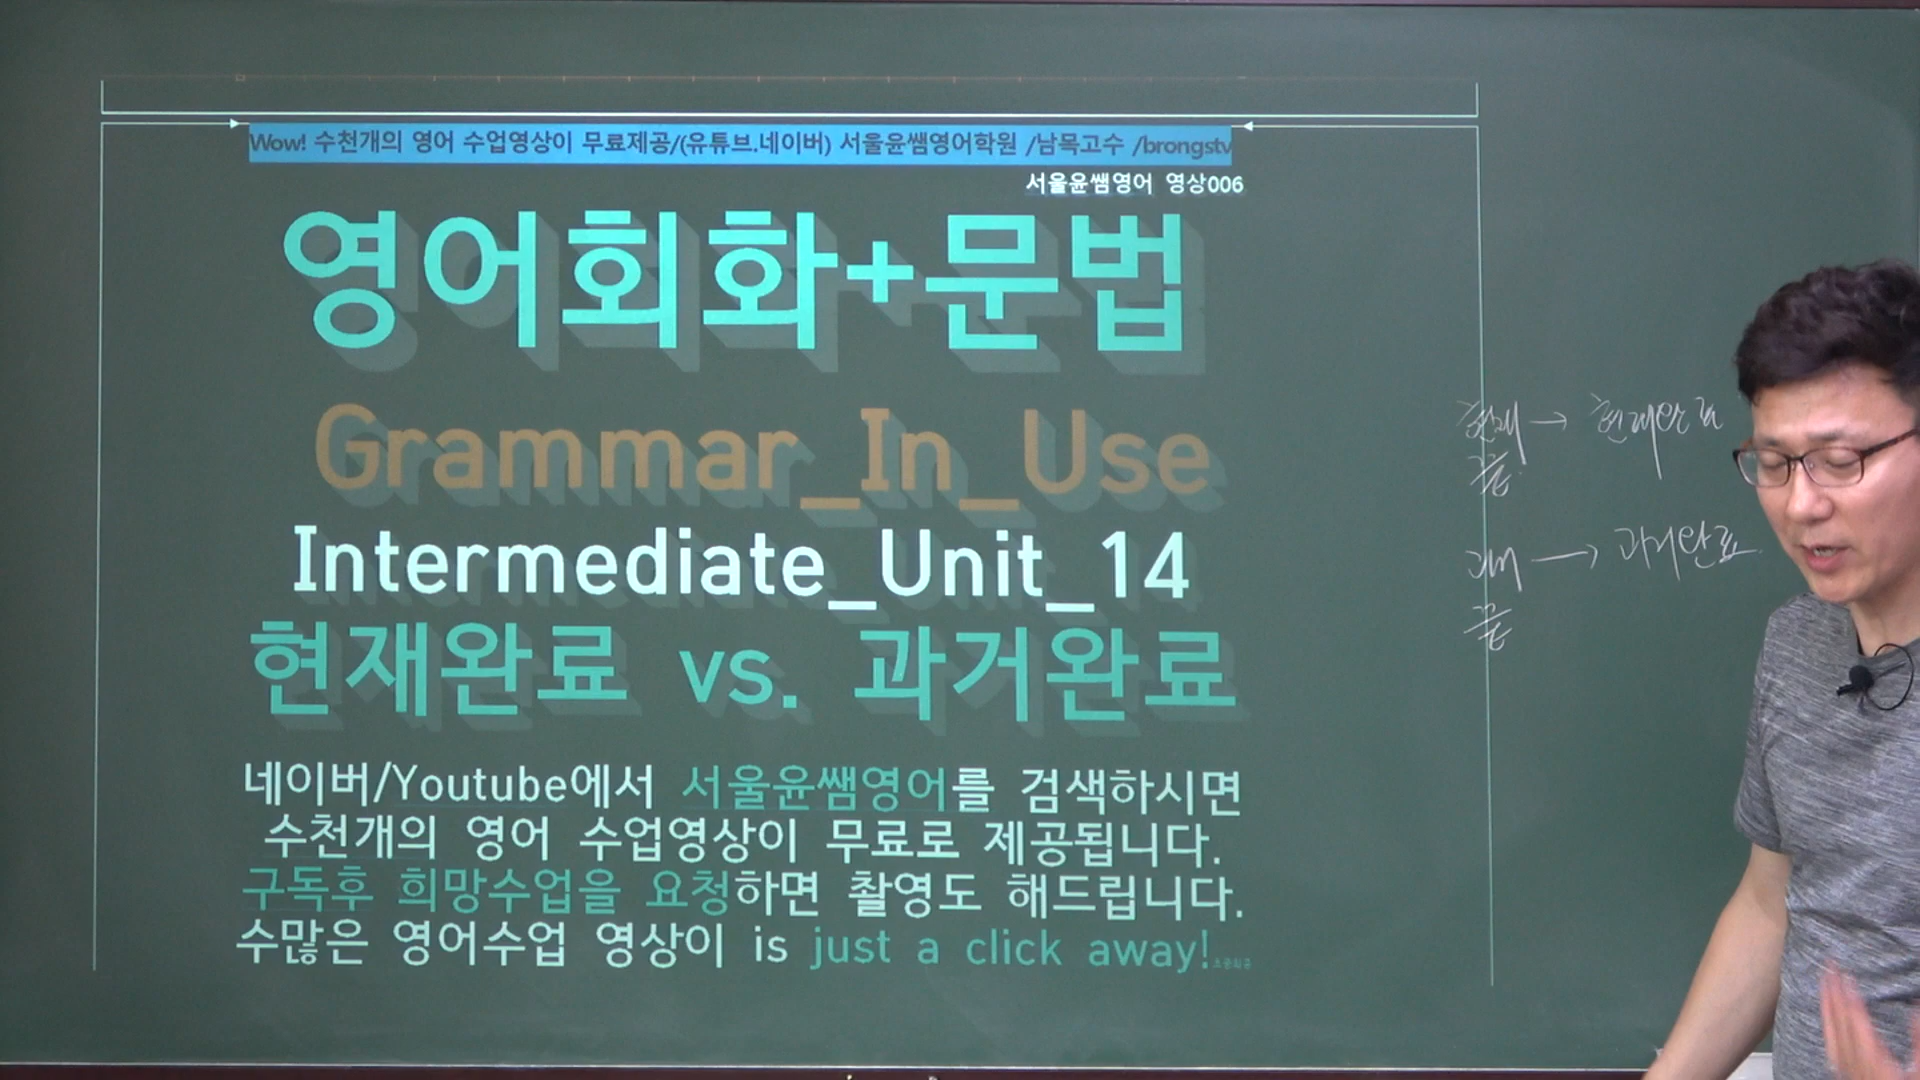 Wow! 수천개의 영어 수업영상이 무료제공/(유튜브.네이버) 서울윤쌤영어학원 /남목고수 /brongstv
서울윤쌤영어 영상006
영어회화+문법
Grammar_In_Use
Intermediate_Unit_14
현재완료 vs. 과거완료
네이버/Youtube에서 서울윤쌤영어를 검색하시면
수천개의 영어 수업영상이 무료로 제공됩니다.
구독후 희망수업을 요청하면 촬영도 해드립니다.
수많은 영어수업 영상이 is just a click away!
현재 → 현재완료
끝
→ 과거완료
끝